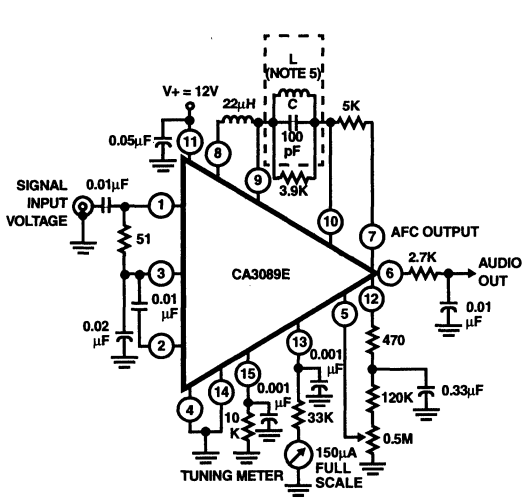 L
(NOTE 5)
V+ = 12V
22µH
C
100
pF
5K
0.05µF
11
8
9
3.9K
SIGNAL
INPUT
VOLTAGE
0.01µF
1
10
7
AFC OUTPUT
51
3
CA3089E
6
2.7K
AUDIO
OUT
0.01
µF
0.02
µF
2
5
12
0.01
µF
13
470
0.001
µF
15
14
4
0.001
µF
120K
0.33µF
10
K
33K
0.5M
150µA
FULL
SCALE
TUNING METER